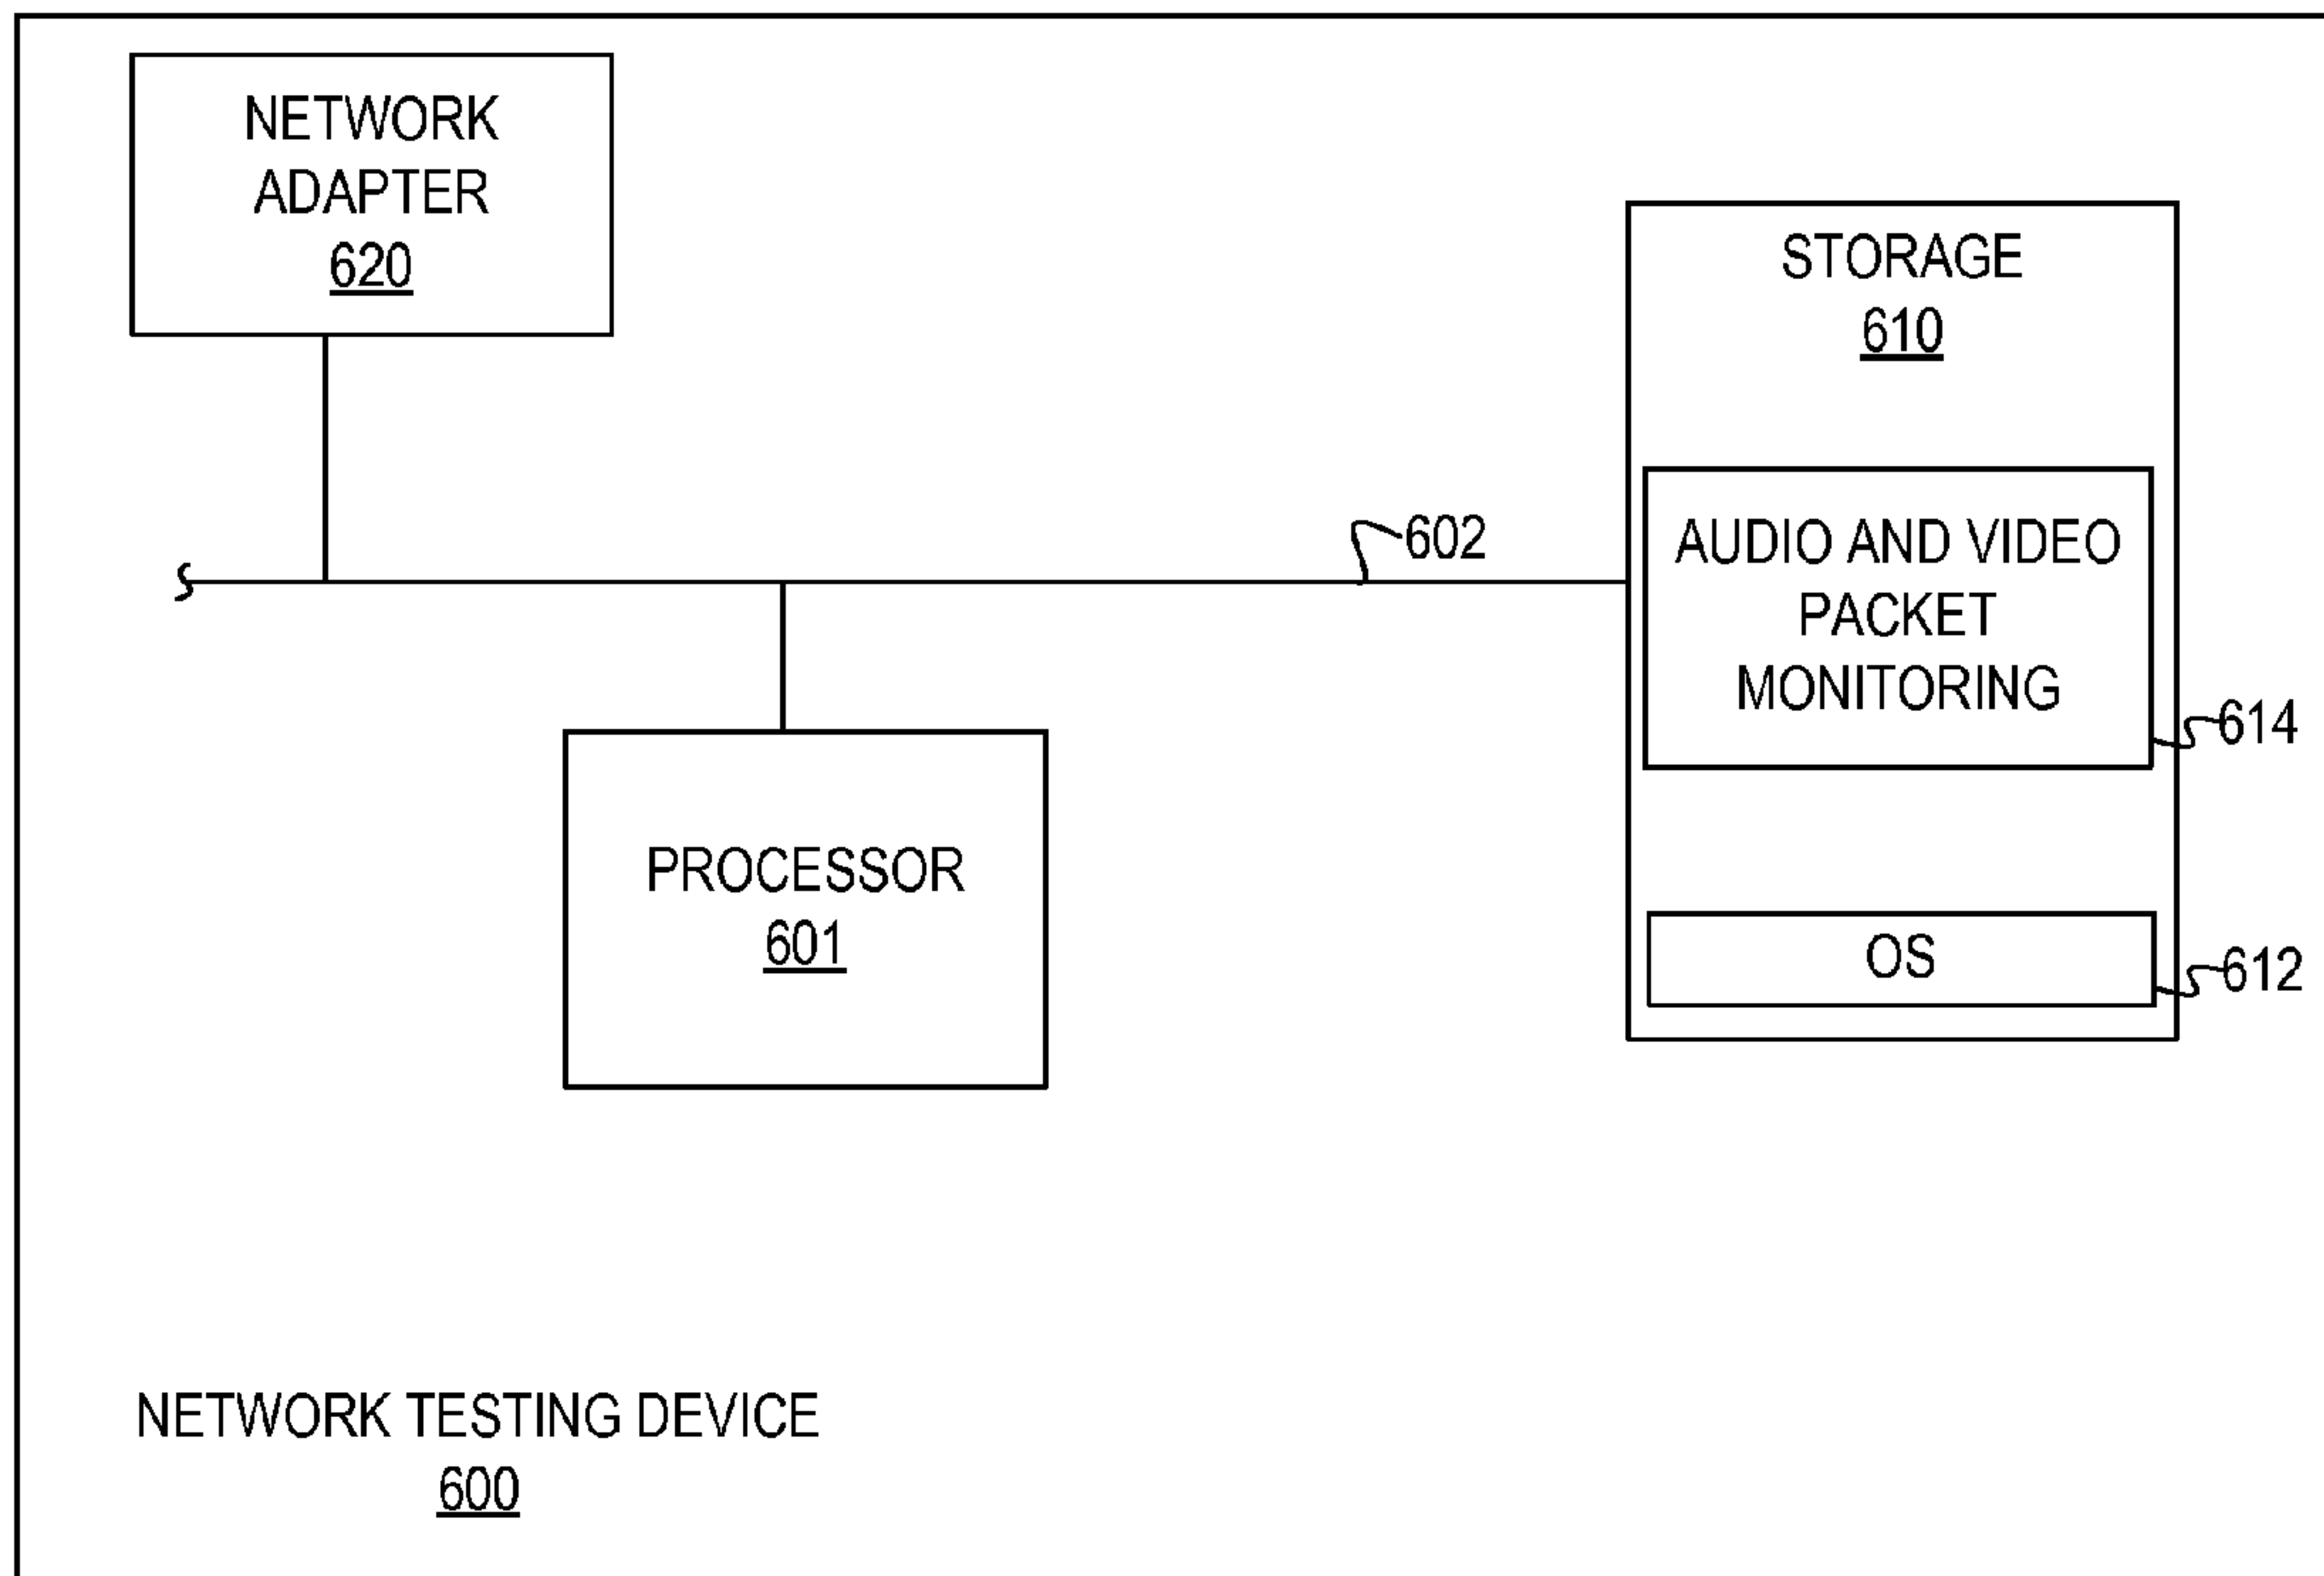 NETWORK
ADAPTER
620
STORAGE
610
602
AUDIO AND VIDEO
PACKET
MONITORING
614
PROCESSOR
601
OS
612
NETWORK TESTING DEVICE
600